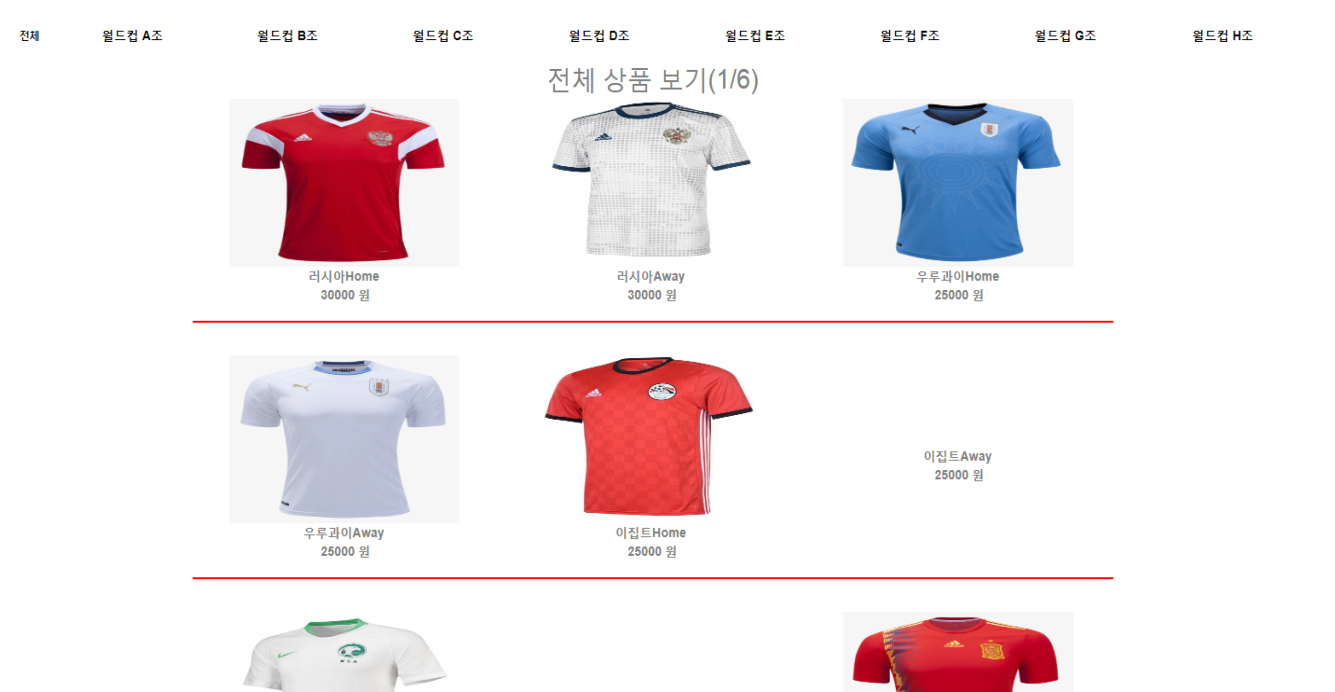 전체 월드컵 A조 월드컵 B조 월드컵 C조 월드컵 D조 월드컵 E조 월드컵 F조 월드컵 G조 월드컵 H조
전체 상품 보기(1/6)
러시아Home 러시아Away 우루과이Home
30000 원 30000 원 25000 원
이집트Away
25000 원
우루과이Away 이집트Home
25000 원 25000 원
KSA